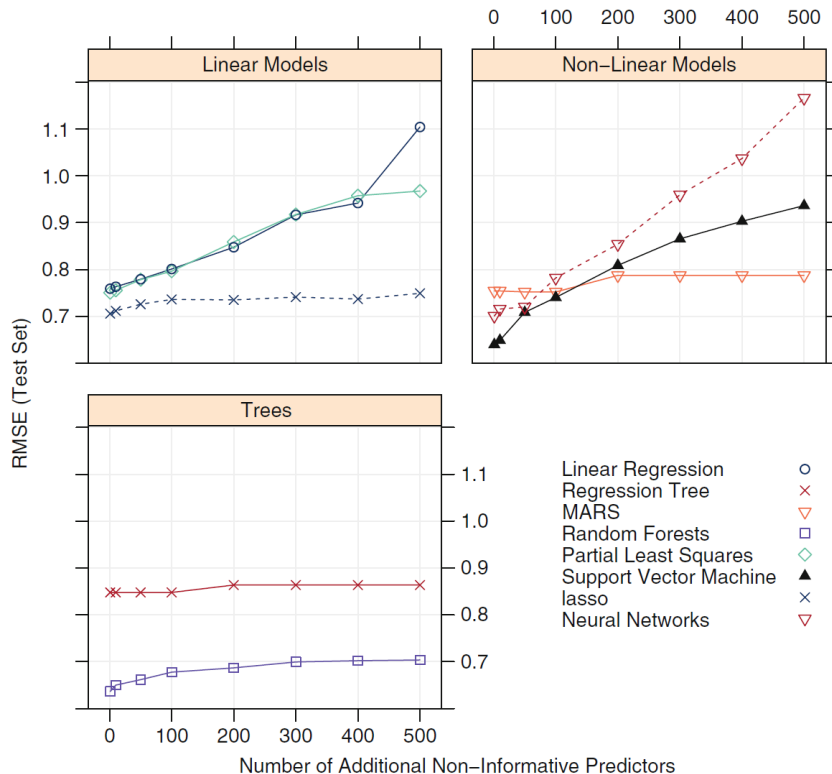 0 100 200 300 400 500
Linear Models
Non−Linear Models
1.1
1.0
0.9
0.8
0.7
RMSE (Test Set)
Trees
1.1
1.0
0.9
0.8
0.7
Linear Regression
Regression Tree
MARS
Random Forests
Partial Least Squares
Support Vector Machine
lasso
Neural Networks
0 100 200 300 400 500
Number of Additional Non−Informative Predictors